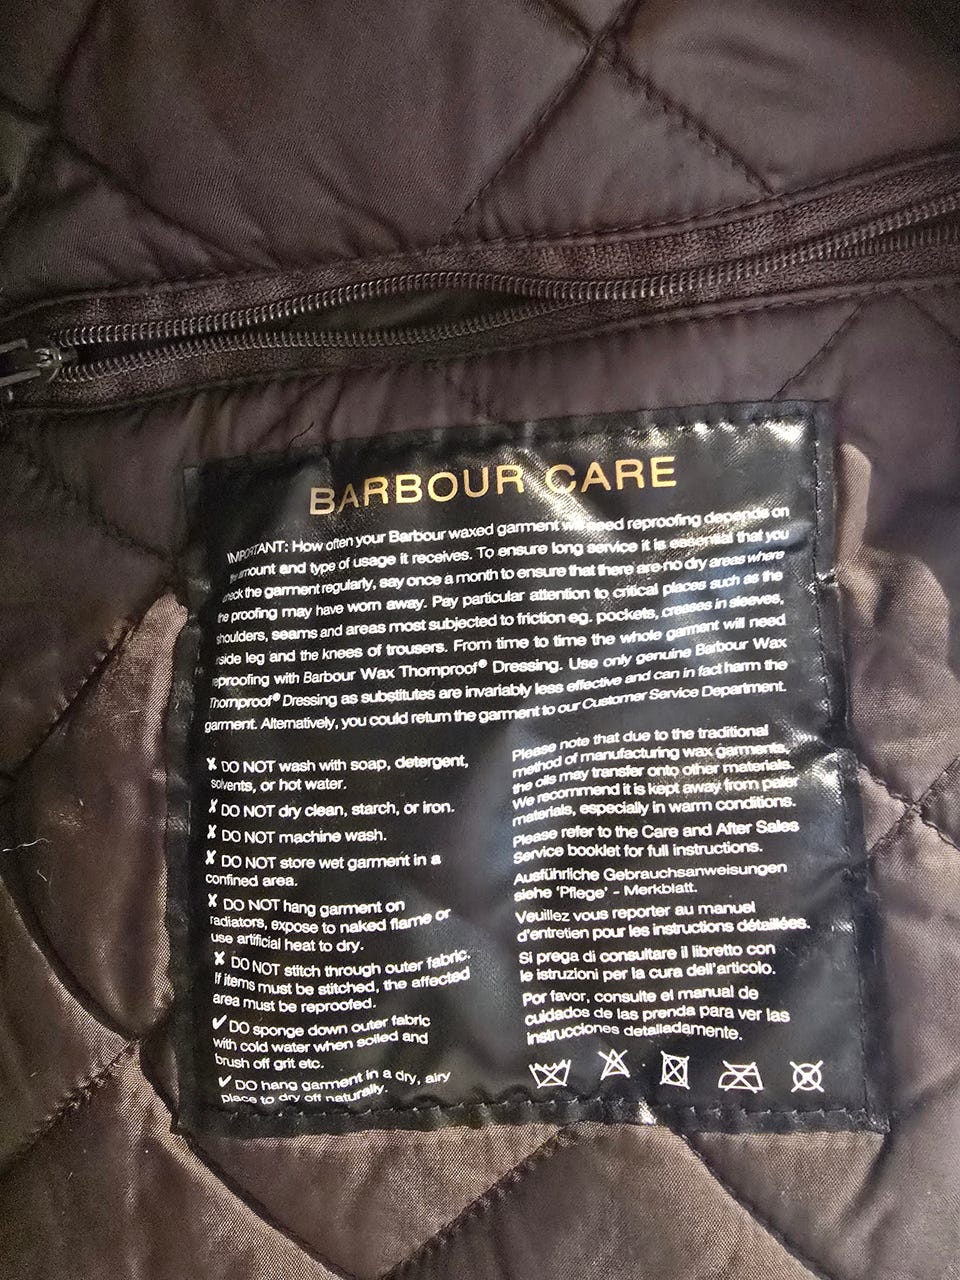 BARBOUR CARE
IMPORTANT: How often your Barbour waxed garment will need reproofing depends on
the amount and type of usage it receives. To ensure long service it is essential that you
check the garment regularly, say once a month to ensure that there are no dry areas where
the proofing may have worn away. Pay particular attention to critical places such as the
shoulders, seams and areas most subjected to friction eg. pockets, creases in sleeves,
inside leg and the knees of trousers. From time to time the whole garment will need
reproofing with Barbour Wax Thornproof® Dressing. Use only genuine Barbour Wax
Thornproof® Dressing as substitutes are invariably less effective and can in fact harm the
garment. Alternatively, you could return the garment to our Customer Service Department.
✘ DO NOT wash with soap, detergent,
solvents, or hot water.
✘ DO NOT dry clean, starch, or iron.
✘ DO NOT machine wash.
✘ DO NOT store wet garment in a
confined area.
✘ DO NOT hang garment on
radiators, expose to naked flame or
use artificial heat to dry.
✘ DO NOT stitch through outer fabric.
If items must be stitched, the affected
area must be reproofed.
✔ DO sponge down outer fabric
with cold water when soiled and
brush off grit etc.
✔ DO hang garment in a dry, airy
place to dry off naturally.
Please note that due to the traditional
method of manufacturing wax garments,
the oils may transfer onto other materials.
We recommend it is kept away from paler
materials, especially in warm conditions.
Please refer to the Care and After Sales
Service booklet for full instructions.
Ausführliche Gebrauchsanweisungen
siehe 'Pflege' - Merkblatt.
Veuillez vous reporter au manuel
d'entretien pour les instructions détaillées.
Si prega di consultare il libretto con
le istruzioni per la cura dell'articolo.
Por favor, consulte el manual de
cuidados de las prenda para ver las
instrucciones detalladamente.